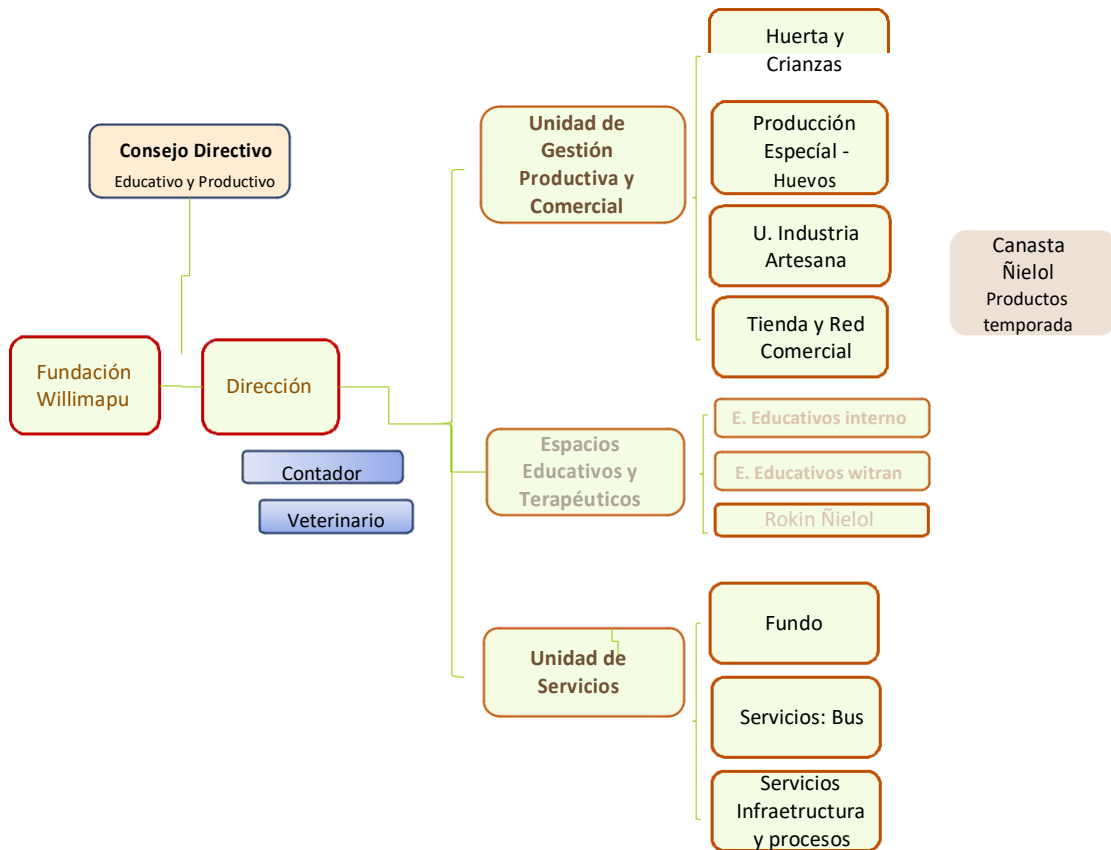 Huerta y
Crianzas
Consejo Directivo
Educativo y Productivo
Unidad de
Gestión
Productiva y
Comercial
Producción
Especíal -
Huevos
U. Industria
Artesana
Canasta
Ñielol
Productos
temporada
Tienda y Red
Comercial
Fundación
Willimapu
Dirección
Contador
Veterinario
Espacios
Educativos y
Terapéuticos
E. Educativos interno
E. Educativos witran
Rokin Ñielol
Unidad de
Servicios
Fundo
Servicios: Bus
Servicios
Infraetructura
y procesos